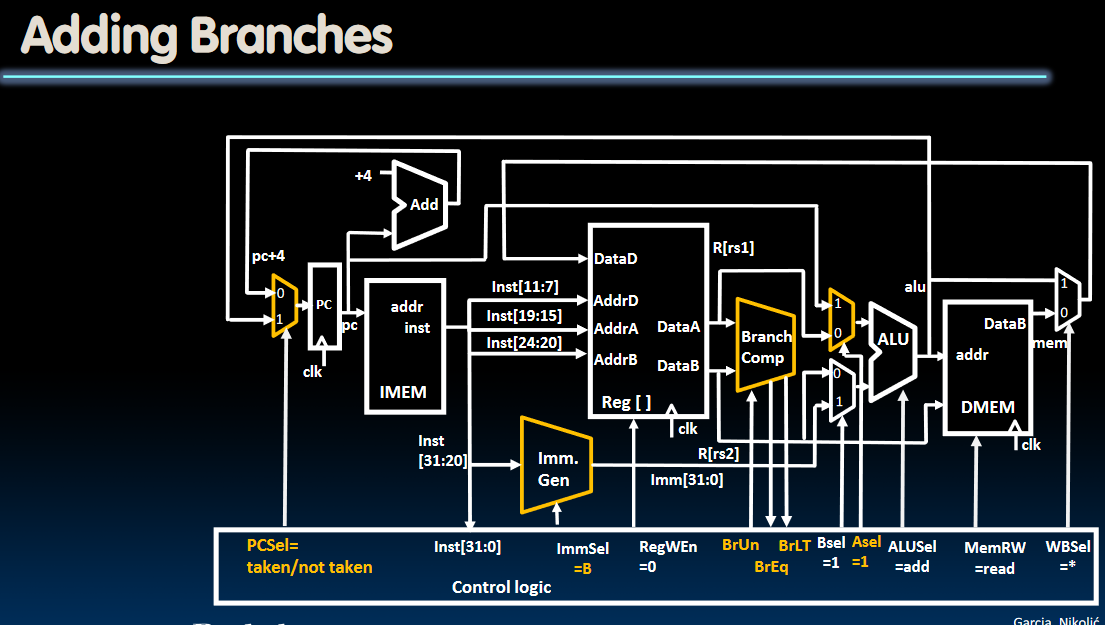 Adding Branches
+4
Add
pc+4
0
1
PC
pc
clk
addr
inst
IMEM
Inst[11:7]
Inst[19:15]
Inst[24:20]
Inst
[31:20]
DataD
AddrD
AddrA
AddrB
DataA
DataB
Reg [ ]
clk
Imm.
Gen
R[rs1]
R[rs2]
Imm[31:0]
Branch
Comp
1
0
0
1
ALU
alu
addr
DataB
DMEM
clk
mem
1
0
PCSel=
taken/not taken
Inst[31:0]
ImmSel
=B
RegWEn
=0
BrUn
BrEq
BrLT
Bsel
=1
Asel
=1
ALUSel
=add
MemRW
=read
WBSel
=*
Control logic
Garcia, Nikolić